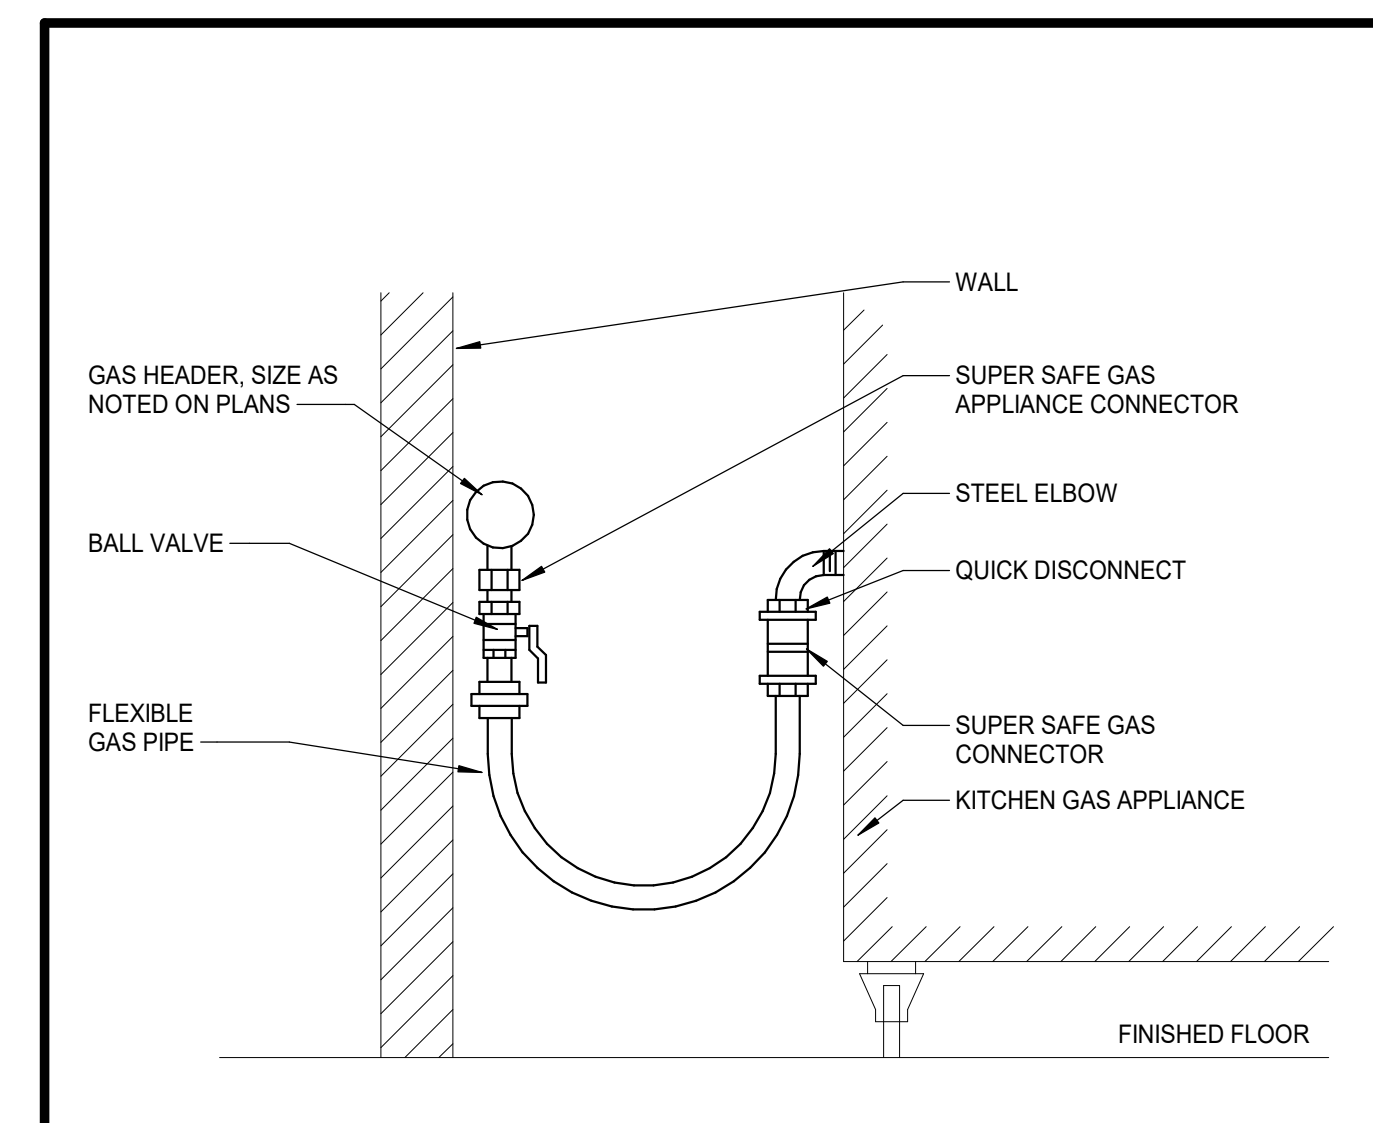 WALL
GAS HEADER, SIZE AS
NOTED ON PLANS
SUPER SAFE GAS
APPLIANCE CONNECTOR
STEEL ELBOW
BALL VALVE
QUICK DISCONNECT
FLEXIBLE
GAS PIPE
SUPER SAFE GAS
CONNECTOR
KITCHEN GAS APPLIANCE
FINISHED FLOOR